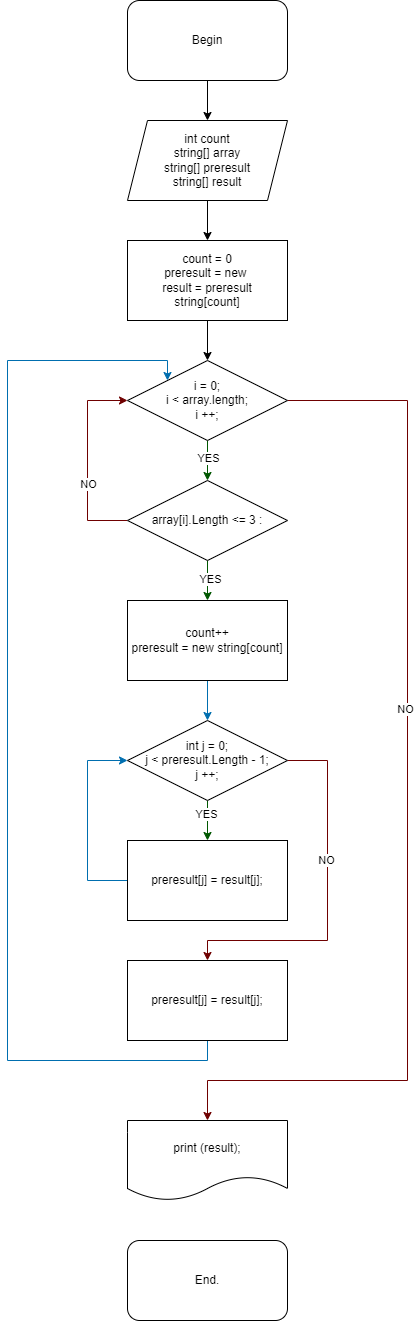 Begin
int count
string[] array
string[] preresult
string[] result
count = 0
preresult = new
result = preresult
string[count]
i = 0;
i < array.length;
i ++;
YES
NO
array[i].Length <= 3 :
YES
count++
preresult = new string[count]
NO
int j = 0;
j < preresult.Length - 1;
j ++;
YES
NO
preresult[j] = result[j];
preresult[j] = result[j];
print (result);
End.